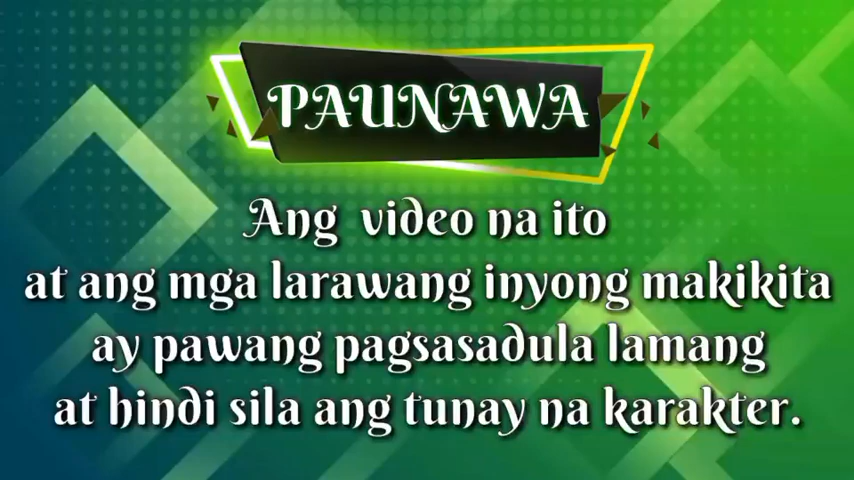 PAUNAWA
Ang video na ito
at ang mga larawang inyong makikita
ay pawang pagsasadula lamang
at hindi sila ang tunay na karakter.